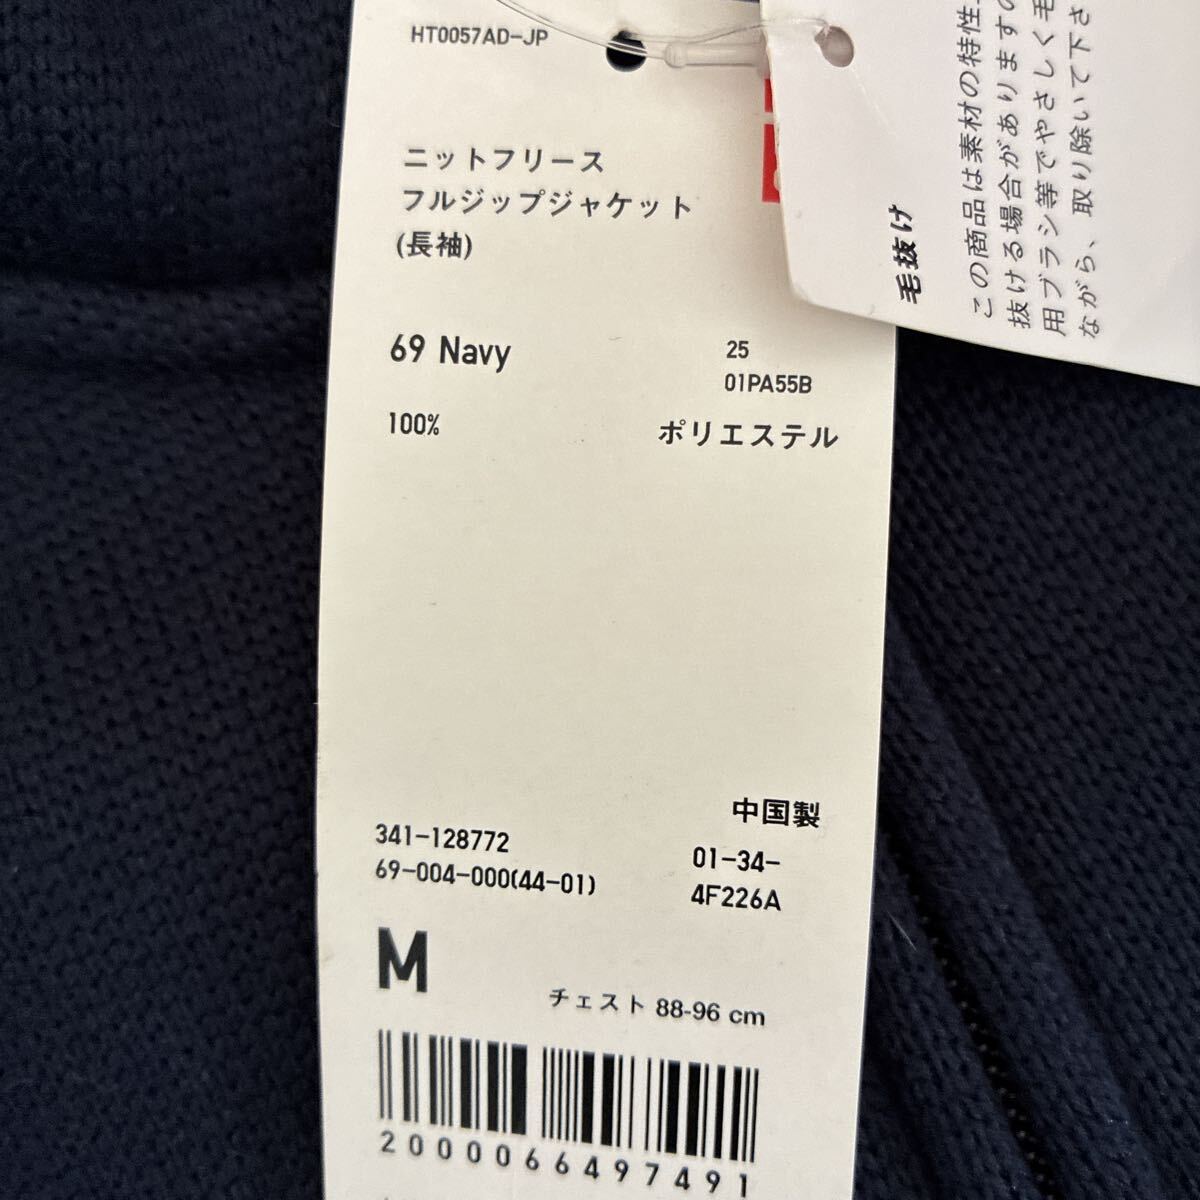 HT0057AD-JP
ニットフリース
フルジップジャケット
(長袖)
69 Navy
25
01PA55B
100%
ポリエステル
中国製
341-128772
69-004-000(44-01)
01-34-
4F226A
M
チェスト 88-96 cm
2000066497491
毛抜け
この商品は素材の特性
抜ける場合がありますの
用ブラシ等でやさしく毛
ながら、取り除いて下さ